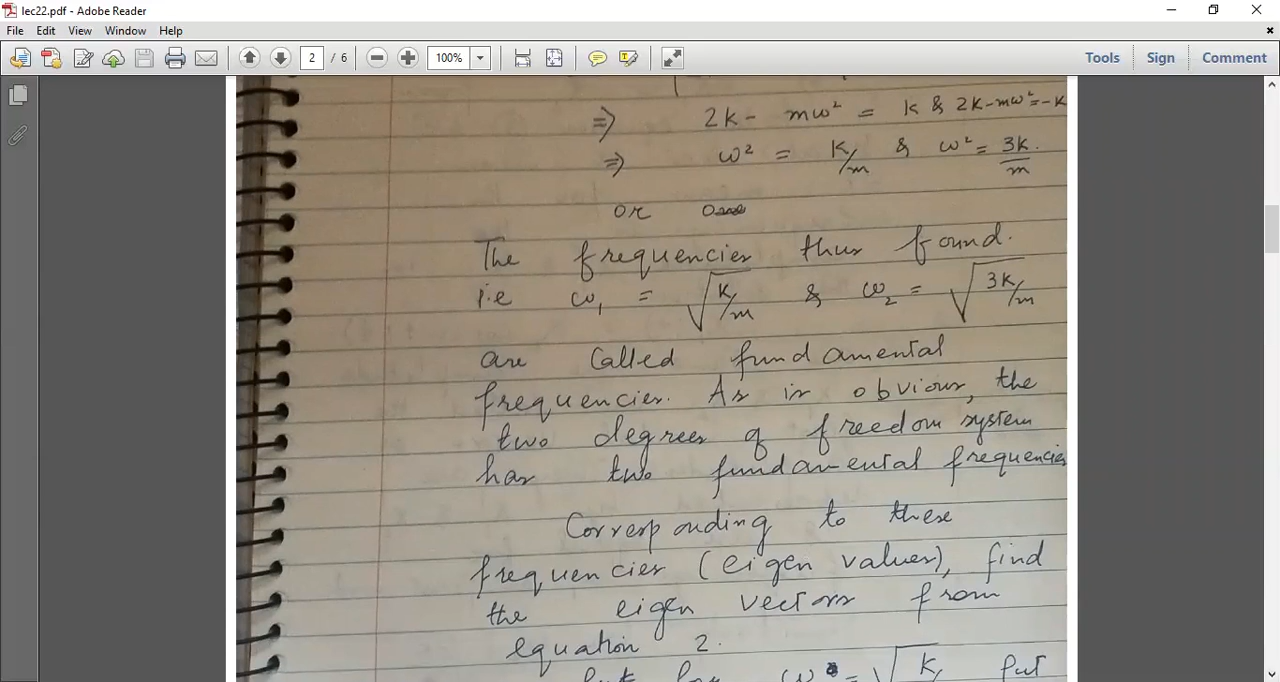 lec22.pdf - Adobe Reader
File Edit View Window Help
2 / 6 100% Tools Sign Comment
=> 2k - mω² = k & 2k-mω²=-k
=> ω² = k/m & ω² = 3k/m
or
The frequencies thus found.
i.e ω₁ = √k/m & ω₂ = √3k/m
are called fundamental
frequencies. As is obvious, the
two degrees of freedom system
has two fundamental frequencies
Corresponding to these
frequencies (eigen values), find
the eigen vectors from
equation 2.
put for ω = √k/ put